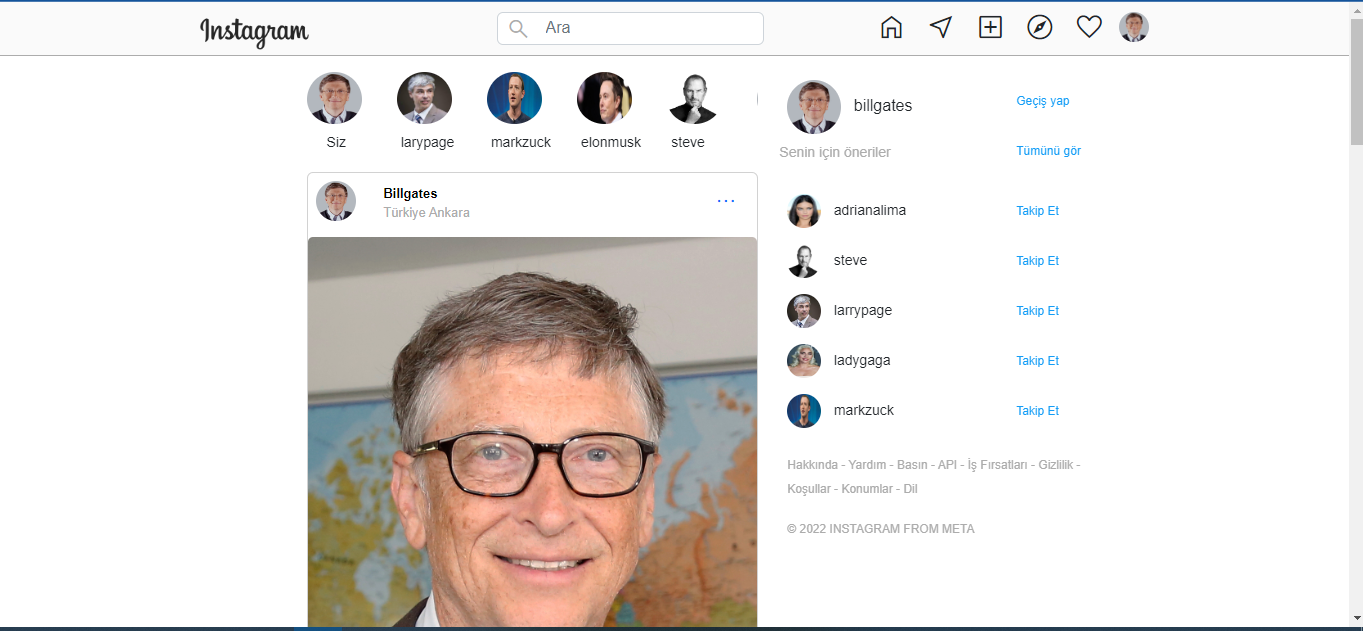 Instagram
Ara
Siz
larypage
markzuck
elonmusk
steve
Billgates
Türkiye Ankara
...
billgates
Geçiş yap
Senin için öneriler
Tümünü gör
adrianalima
Takip Et
steve
Takip Et
larrypage
Takip Et
ladygaga
Takip Et
markzuck
Takip Et
Hakkında - Yardım - Basın - API - İş Fırsatları - Gizlilik -
Koşullar - Konumlar - Dil
© 2022 INSTAGRAM FROM META